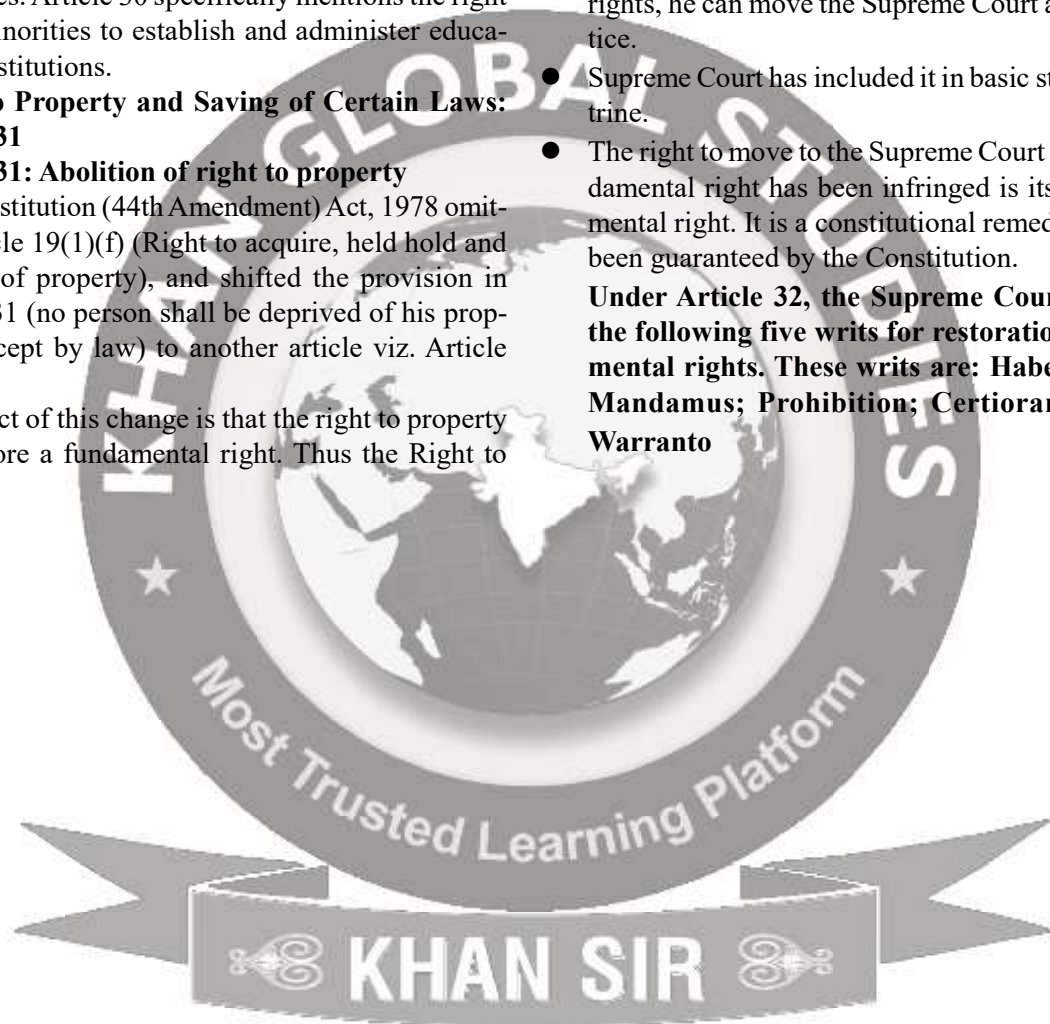 es. Article 30 specifically mentions the right
inorities to establish and administer educa-
stitutions.
o Property and Saving of Certain Laws:
31
31: Abolition of right to property
stitution (44th Amendment) Act, 1978 omit-
cle 19(1)(f) (Right to acquire, held hold and
of property), and shifted the provision in
31 (no person shall be deprived of his prop-
cept by law) to another article viz. Article
ct of this change is that the right to property
ore a fundamental right. Thus the Right to
rights, he can move the Supreme Court a
tice.
● Supreme Court has included it in basic st
trine.
● The right to move to the Supreme Court
damental right has been infringed is its
mental right. It is a constitutional remed
been guaranteed by the Constitution.
Under Article 32, the Supreme Cour
the following five writs for restoratio
mental rights. These writs are: Habe
Mandamus; Prohibition; Certiorar
Warranto
KHAN GLOBAL STUDIES
Most Trusted Learning Platform
KHAN SIR